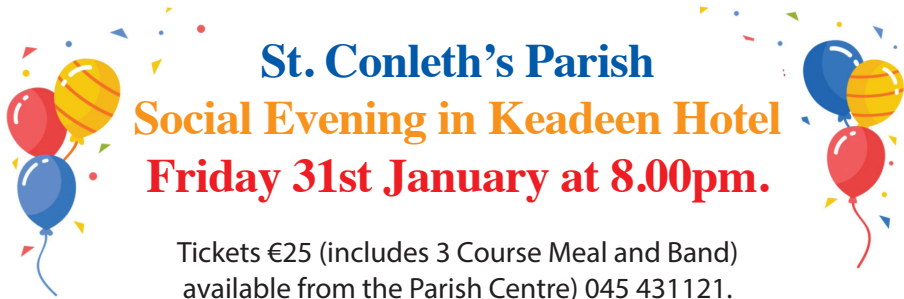 St. Conleth’s Parish
Social Evening in Keadeen Hotel
Friday 31st January at 8.00pm.
Tickets €25 (includes 3 Course Meal and Band)
available from the Parish Centre) 045 431121.